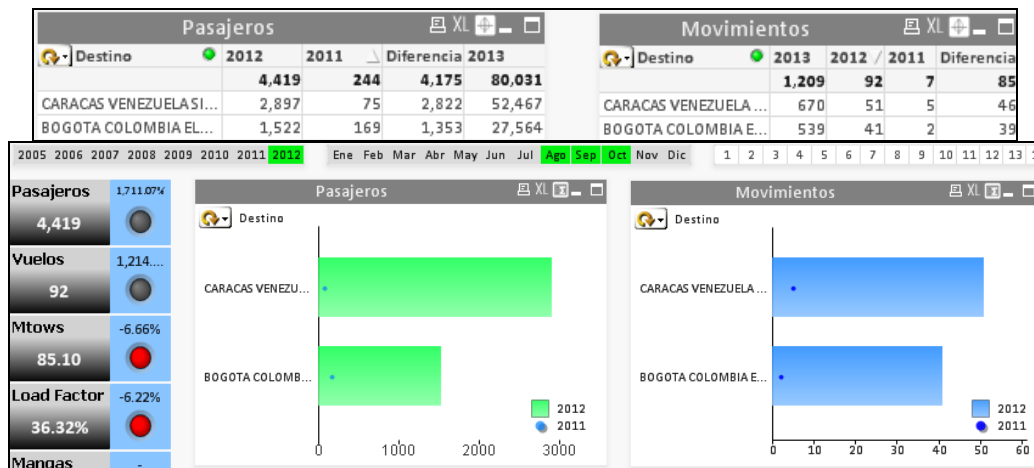 Pasajeros XL
Destino 2012 2011 Diferencia 2013
4,419 244 4,175 80,031
CARACAS VENEZUELA SI... 2,897 75 2,822 52,467
BOGOTA COLOMBIA EL... 1,522 169 1,353 27,564
Movimientos XL
Destino 2013 2012 2011 Diferencia
1,209 92 7 85
CARACAS VENEZUELA ... 670 51 5 46
BOGOTA COLOMBIA E... 539 41 2 39
2005 2006 2007 2008 2009 2010 2011 2012 Ene Feb Mar Abr May Jun Jul Ago Sep Oct Nov Dic 1 2 3 4 5 6 7 8 9 10 11 12 13
Pasajeros 1,711.07%
4,419
Vuelos 1,214....
92
Mtows -6.66%
85.10
Load Factor -6.22%
36.32%
Mangas -
Pasajeros XL
Destino
CARACAS VENEZU...
BOGOTA COLOMB...
2012
2011
0 1000 2000 3000
Movimientos XL
Destino
CARACAS VENEZUELA ...
BOGOTA COLOMBIA E...
2012
2011
0 10 20 30 40 50 60